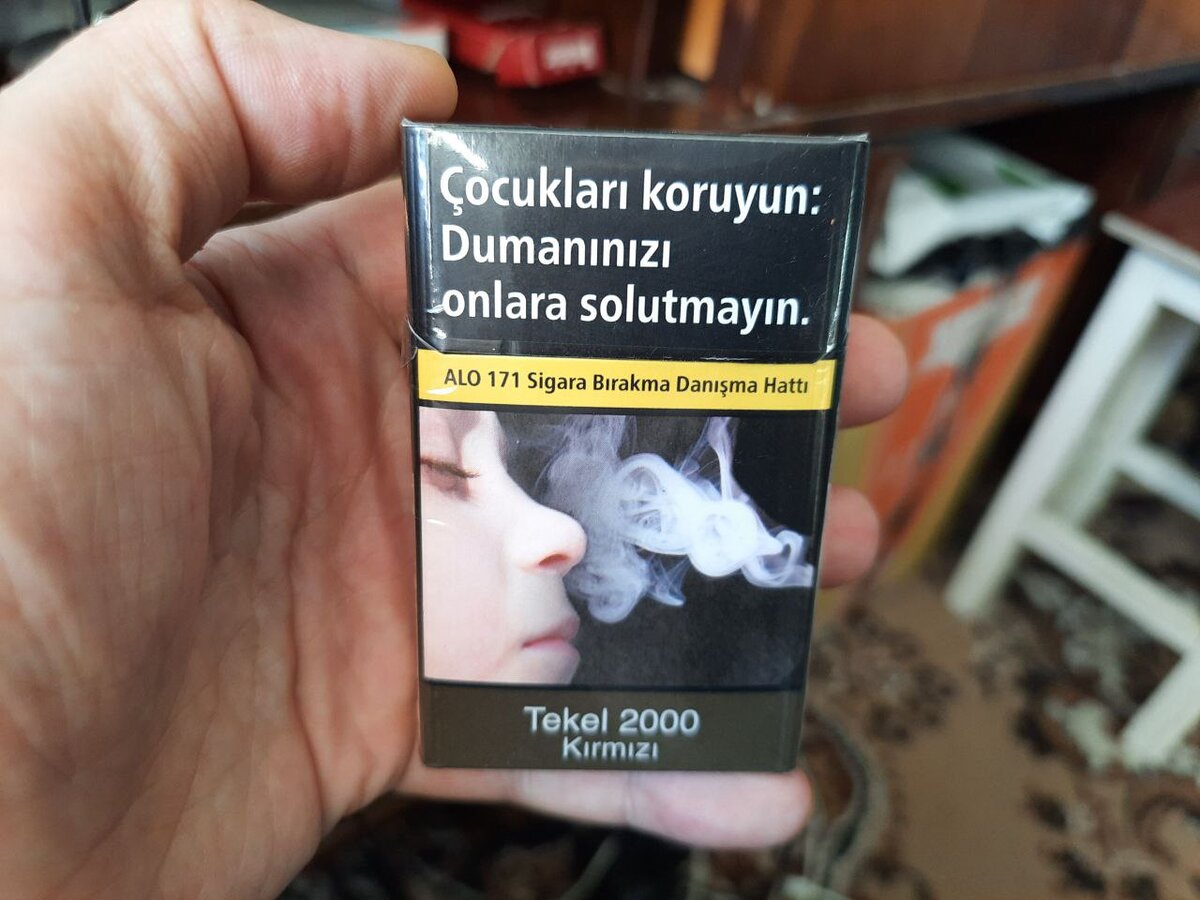 Çocukları koruyun:
Dumanınızı
onlara solutmayın.
ALO 171 Sigara Bırakma Danışma Hattı
Tekel 2000
Kırmızı